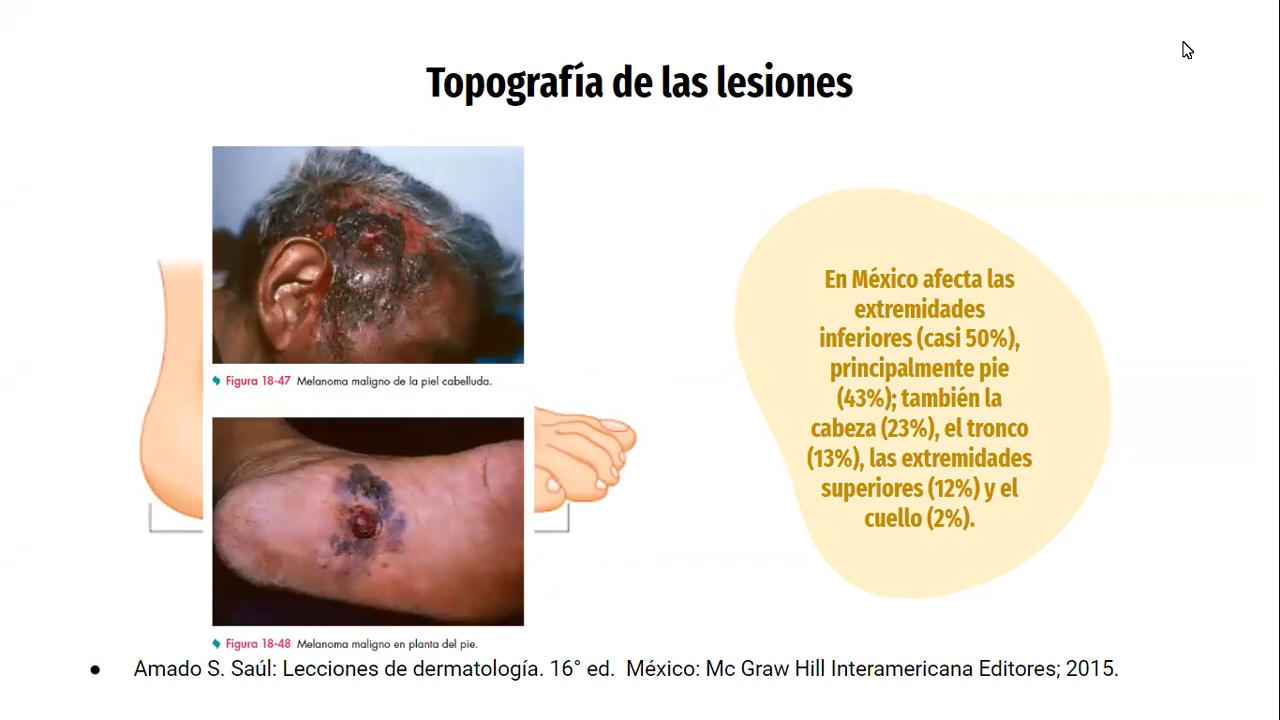 Topografía de las lesiones
Figura 18-47 Melanoma maligno de la piel cabelluda.
Figura 18-48 Melanoma maligno en planta del pie.
En México afecta las
extremidades
inferiores (casi 50%),
principalmente pie
(43%); también la
cabeza (23%), el tronco
(13%), las extremidades
superiores (12%) y el
cuello (2%).
● Amado S. Saúl: Lecciones de dermatología. 16° ed. México: Mc Graw Hill Interamericana Editores; 2015.